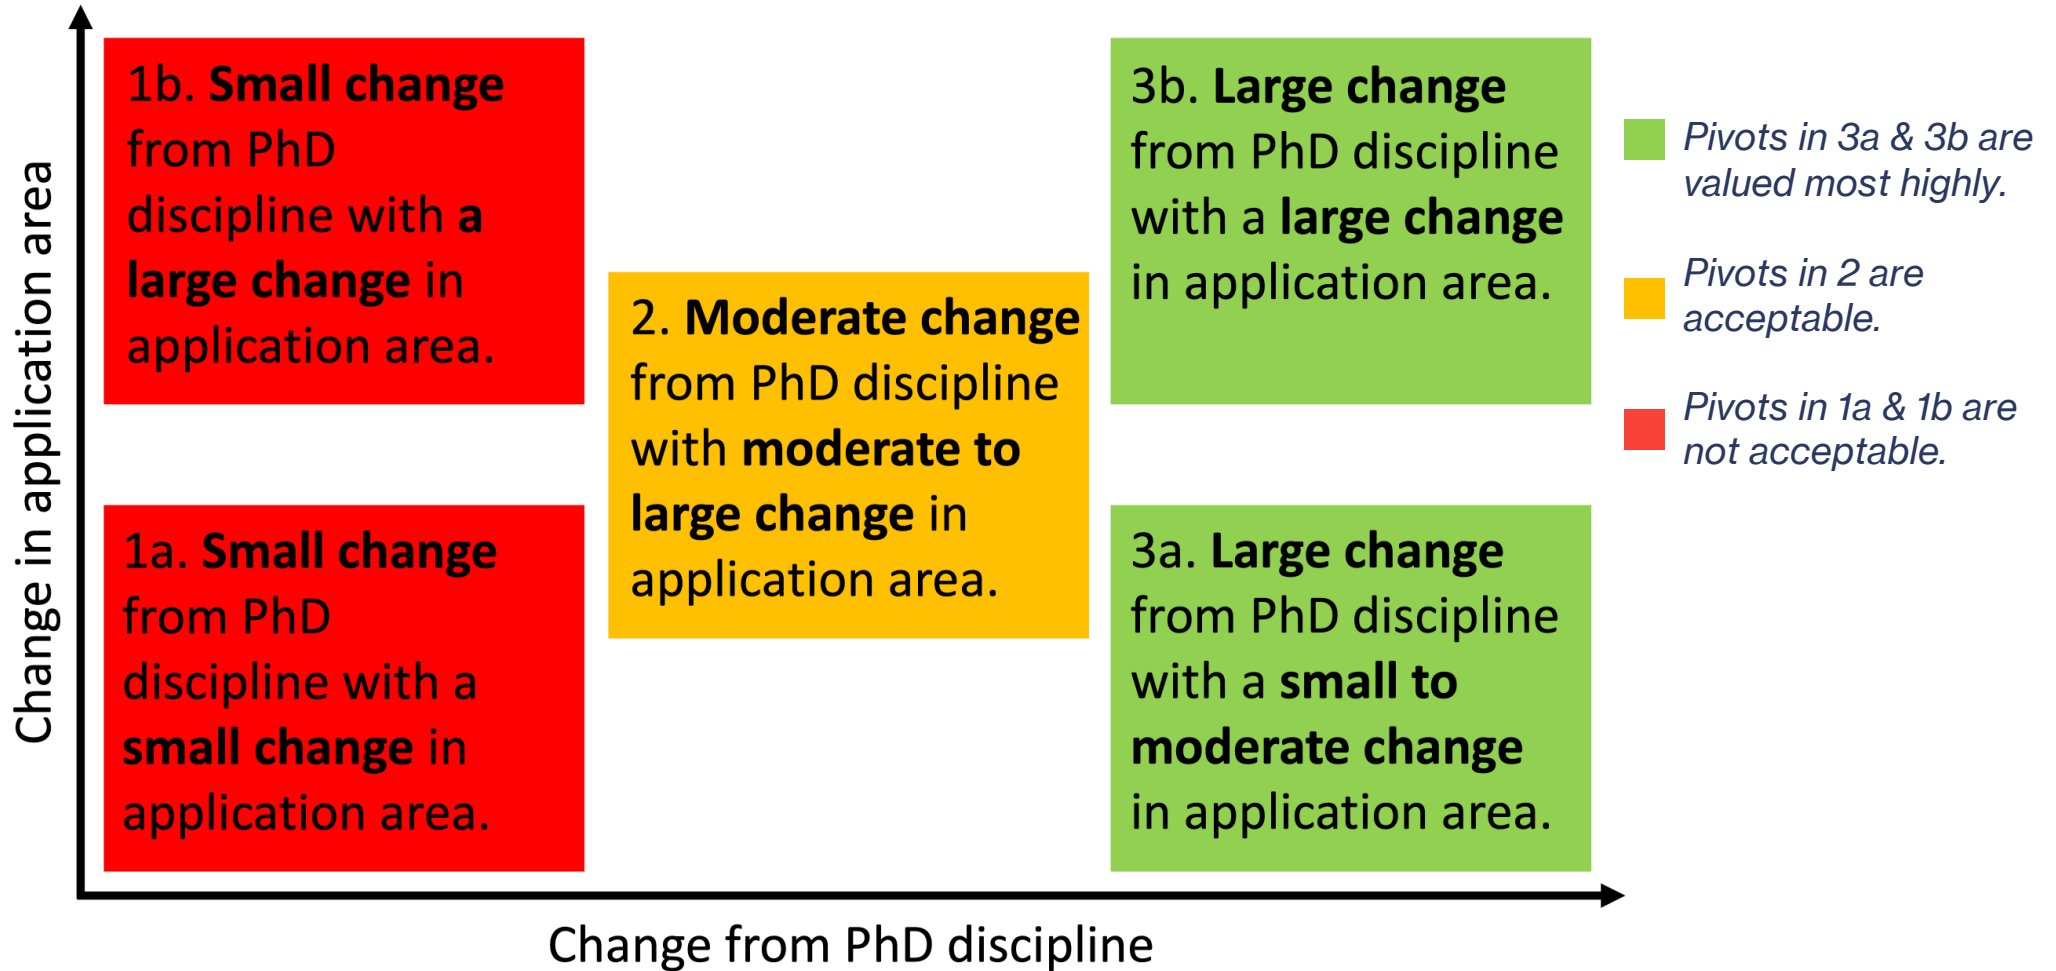 Change in application area
1b. Small change
from PhD
discipline with a
large change in
application area.
3b. Large change
from PhD discipline
with a large change
in application area.
2. Moderate change
from PhD discipline
with moderate to
large change in
application area.
1a. Small change
from PhD
discipline with a
small change in
application area.
3a. Large change
from PhD discipline
with a small to
moderate change
in application area.
Change from PhD discipline
Pivots in 3a & 3b are
valued most highly.
Pivots in 2 are
acceptable.
Pivots in 1a & 1b are
not acceptable.